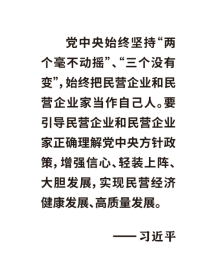 党中央始终坚持“两
个毫不动摇”、“三个没有
变”,始终把民营企业和民
营企业家当作自己人。要
引导民营企业和民营企业
家正确理解党中央方针政
策,增强信心、轻装上阵、
大胆发展,实现民营经济
健康发展、高质量发展。
——习近平